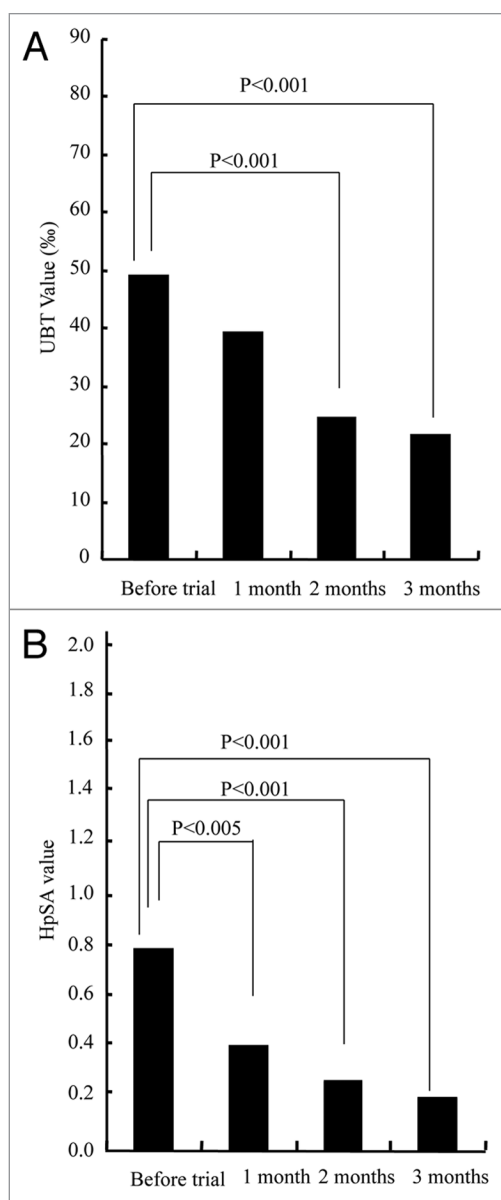 A
90
80
70
60
50
40
30
20
10
0
UBT Value (‰)
P<0.001
P<0.001
Before trial 1 month 2 months 3 months
B
2.0
1.8
1.6
1.4
1.2
1.0
0.8
0.6
0.4
0.2
0.0
HpSA value
P<0.001
P<0.001
P<0.005
Before trial 1 month 2 months 3 months